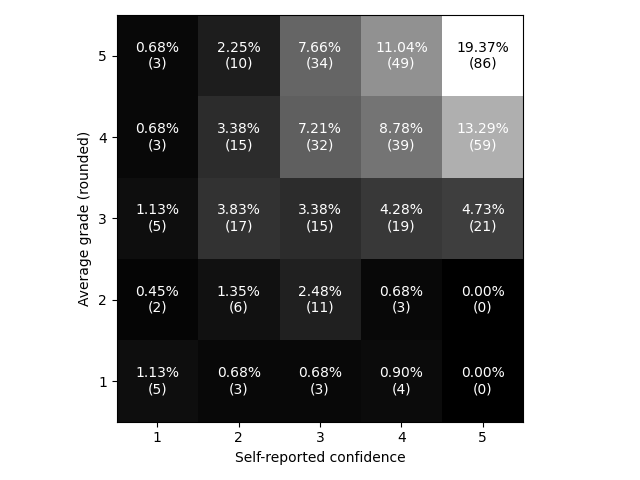 5
0.68% 2.25% 7.66% 11.04% 19.37%
(3) (10) (34) (49) (86)
4
0.68% 3.38% 7.21% 8.78% 13.29%
(3) (15) (32) (39) (59)
Average grade (rounded)
3
1.13% 3.83% 3.38% 4.28% 4.73%
(5) (17) (15) (19) (21)
2
0.45% 1.35% 2.48% 0.68% 0.00%
(2) (6) (11) (3) (0)
1
1.13% 0.68% 0.68% 0.90% 0.00%
(5) (3) (3) (4) (0)
1 2 3 4 5
Self-reported confidence